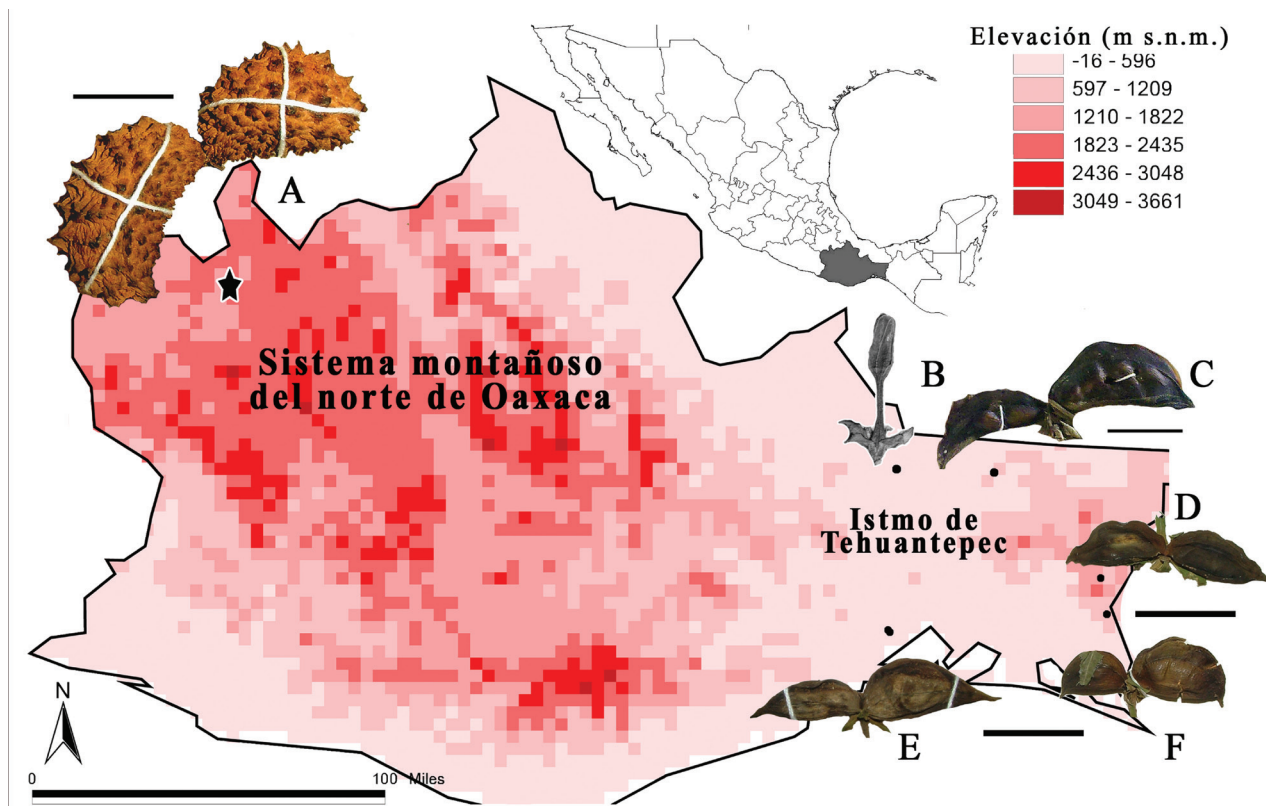 Elevación (m s.n.m.)
-16 - 596
597 - 1209
1210 - 1822
1823 - 2435
2436 - 3048
3049 - 3661
A
Sistema montañoso
del norte de Oaxaca
B
C
D
Istmo de
Tehuantepec
E
F
N
0
100 Miles